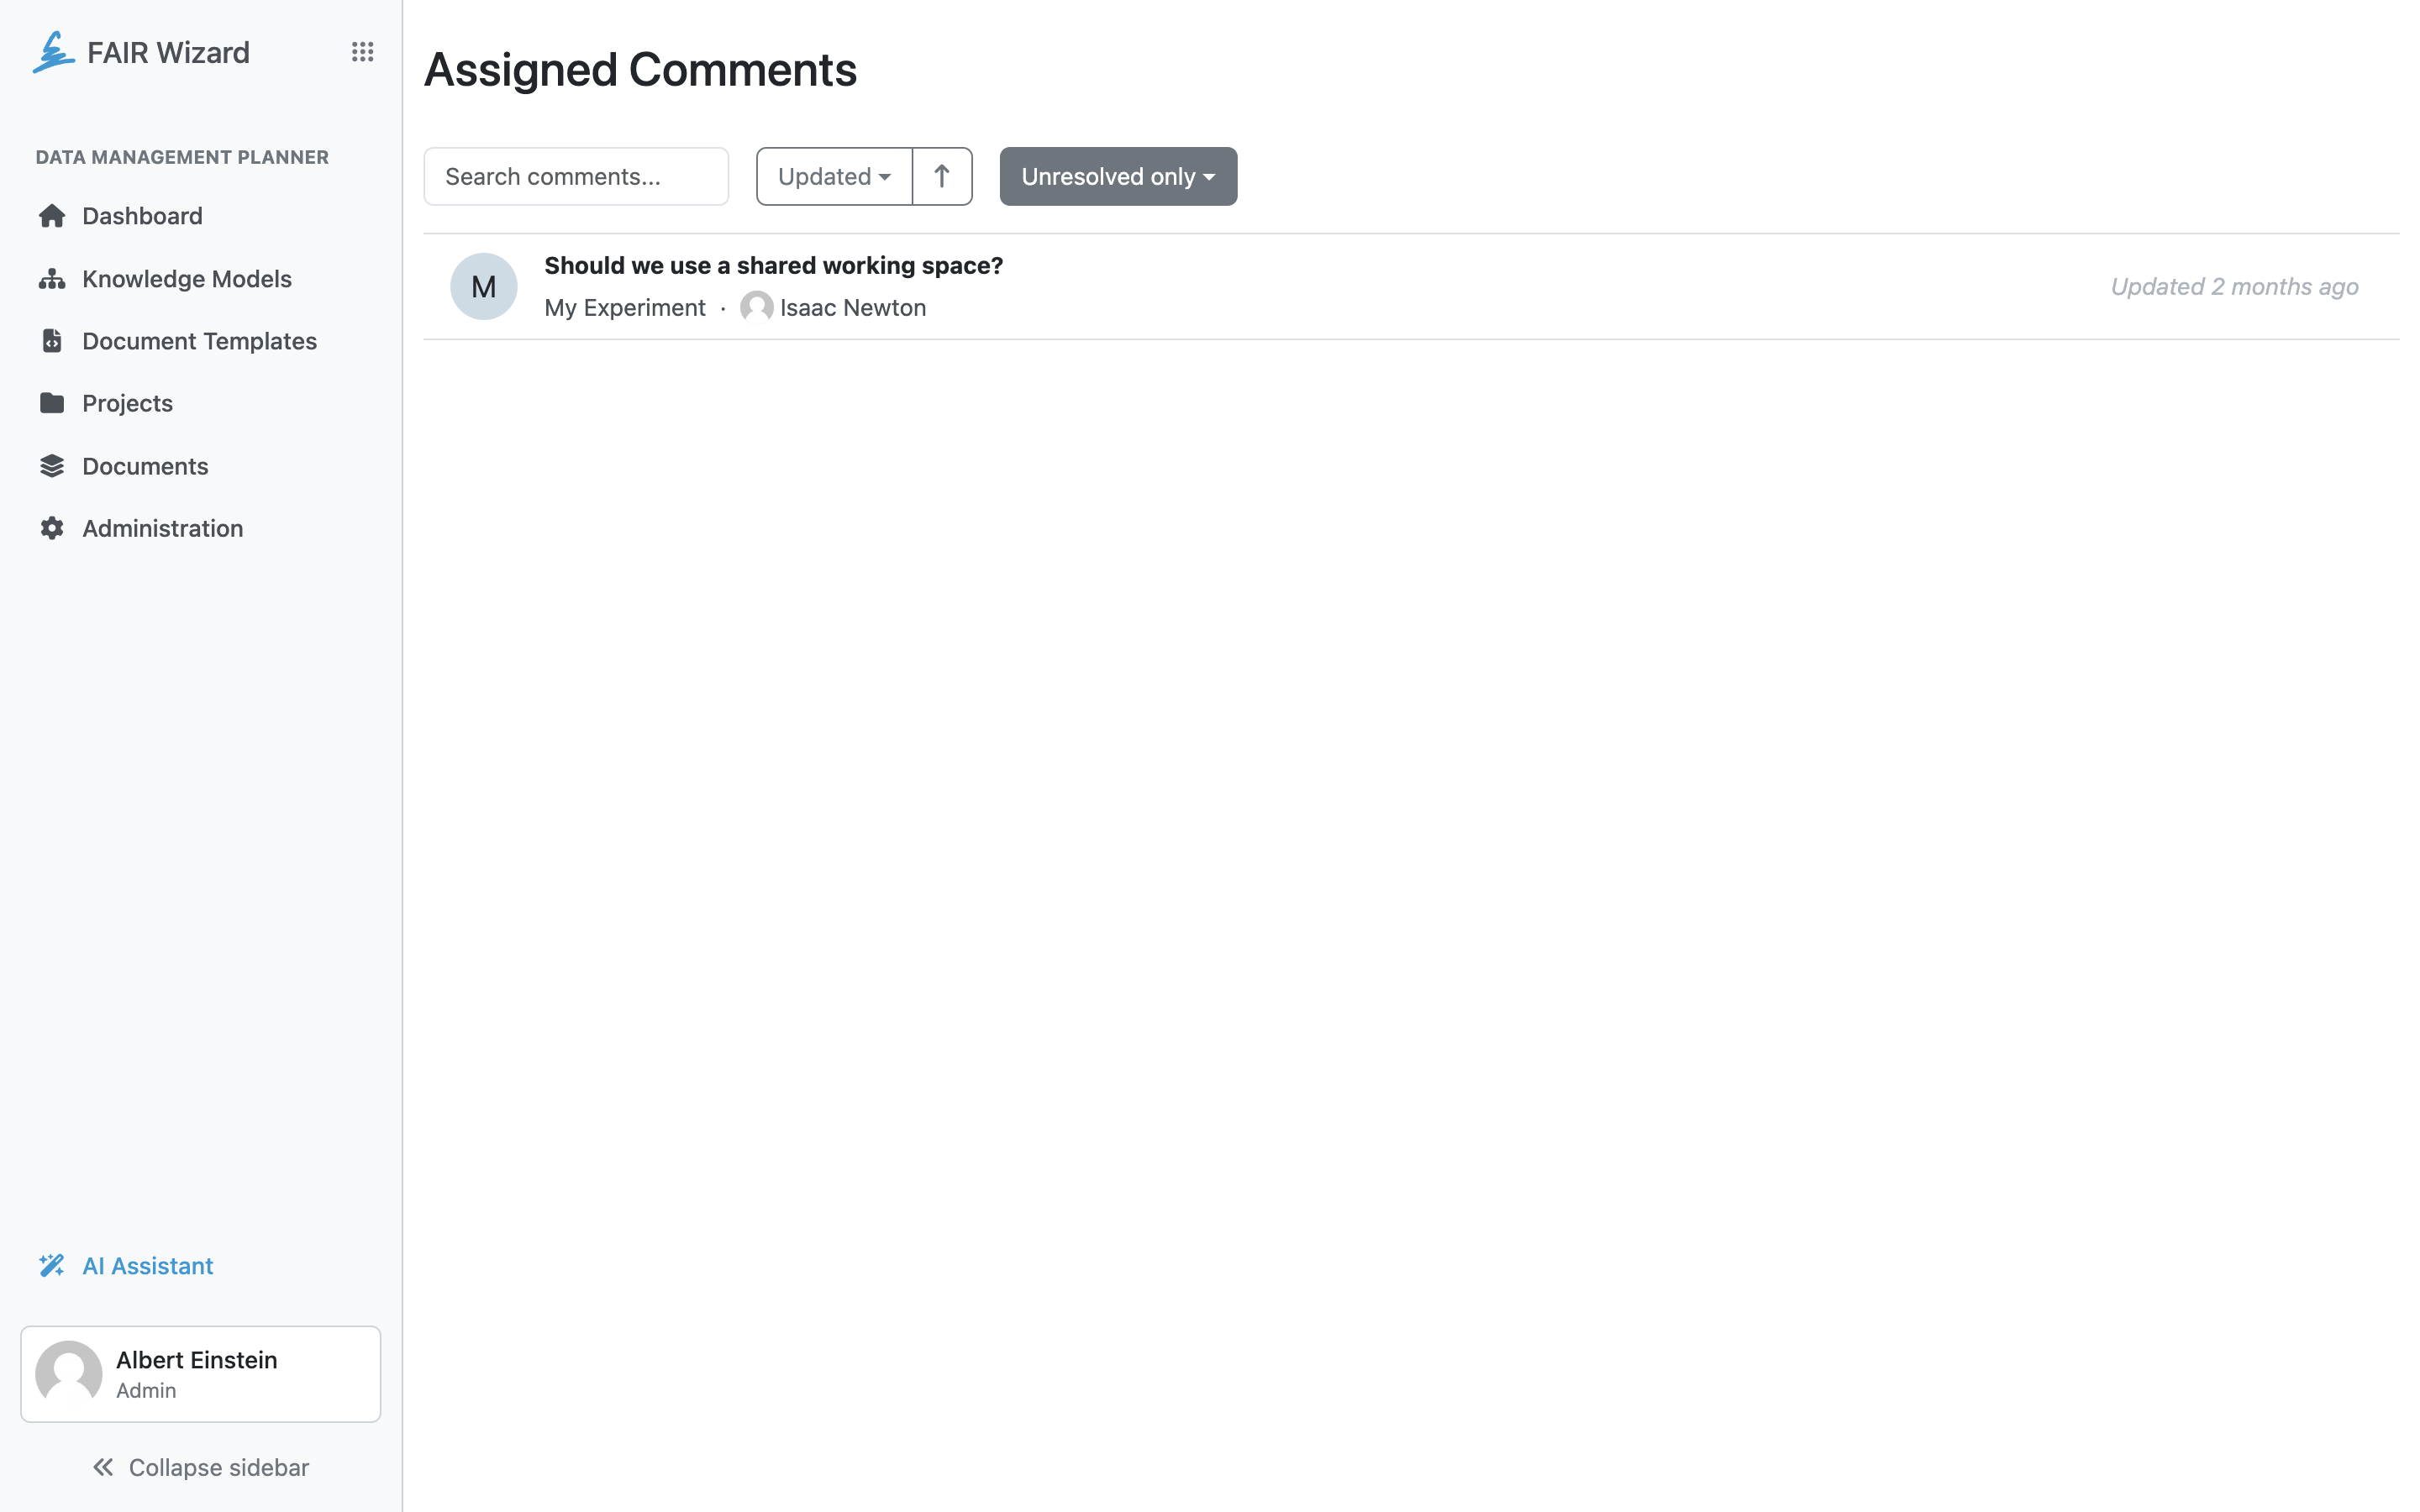 FAIR Wizard
DATA MANAGEMENT PLANNER
Dashboard
Knowledge Models
Document Templates
Projects
Documents
Administration
AI Assistant
Albert Einstein
Admin
Collapse sidebar
Assigned Comments
Search comments...
Updated
Unresolved only
M
Should we use a shared working space?
My Experiment · Isaac Newton
Updated 2 months ago